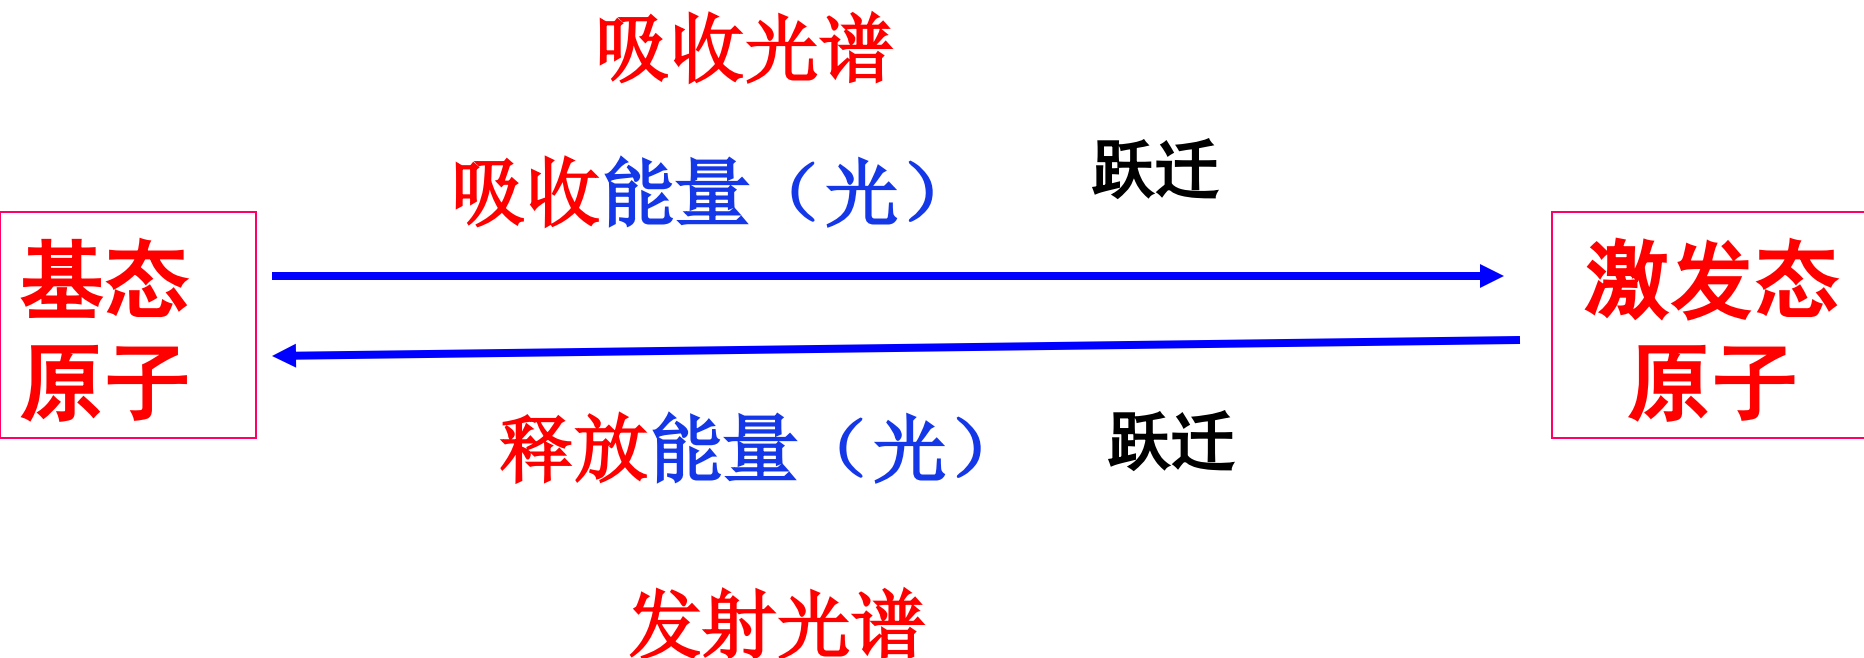 吸收光谱
吸收能量（光）
跃迁
基态
原子
激发态
原子
释放能量（光）
跃迁
发射光谱